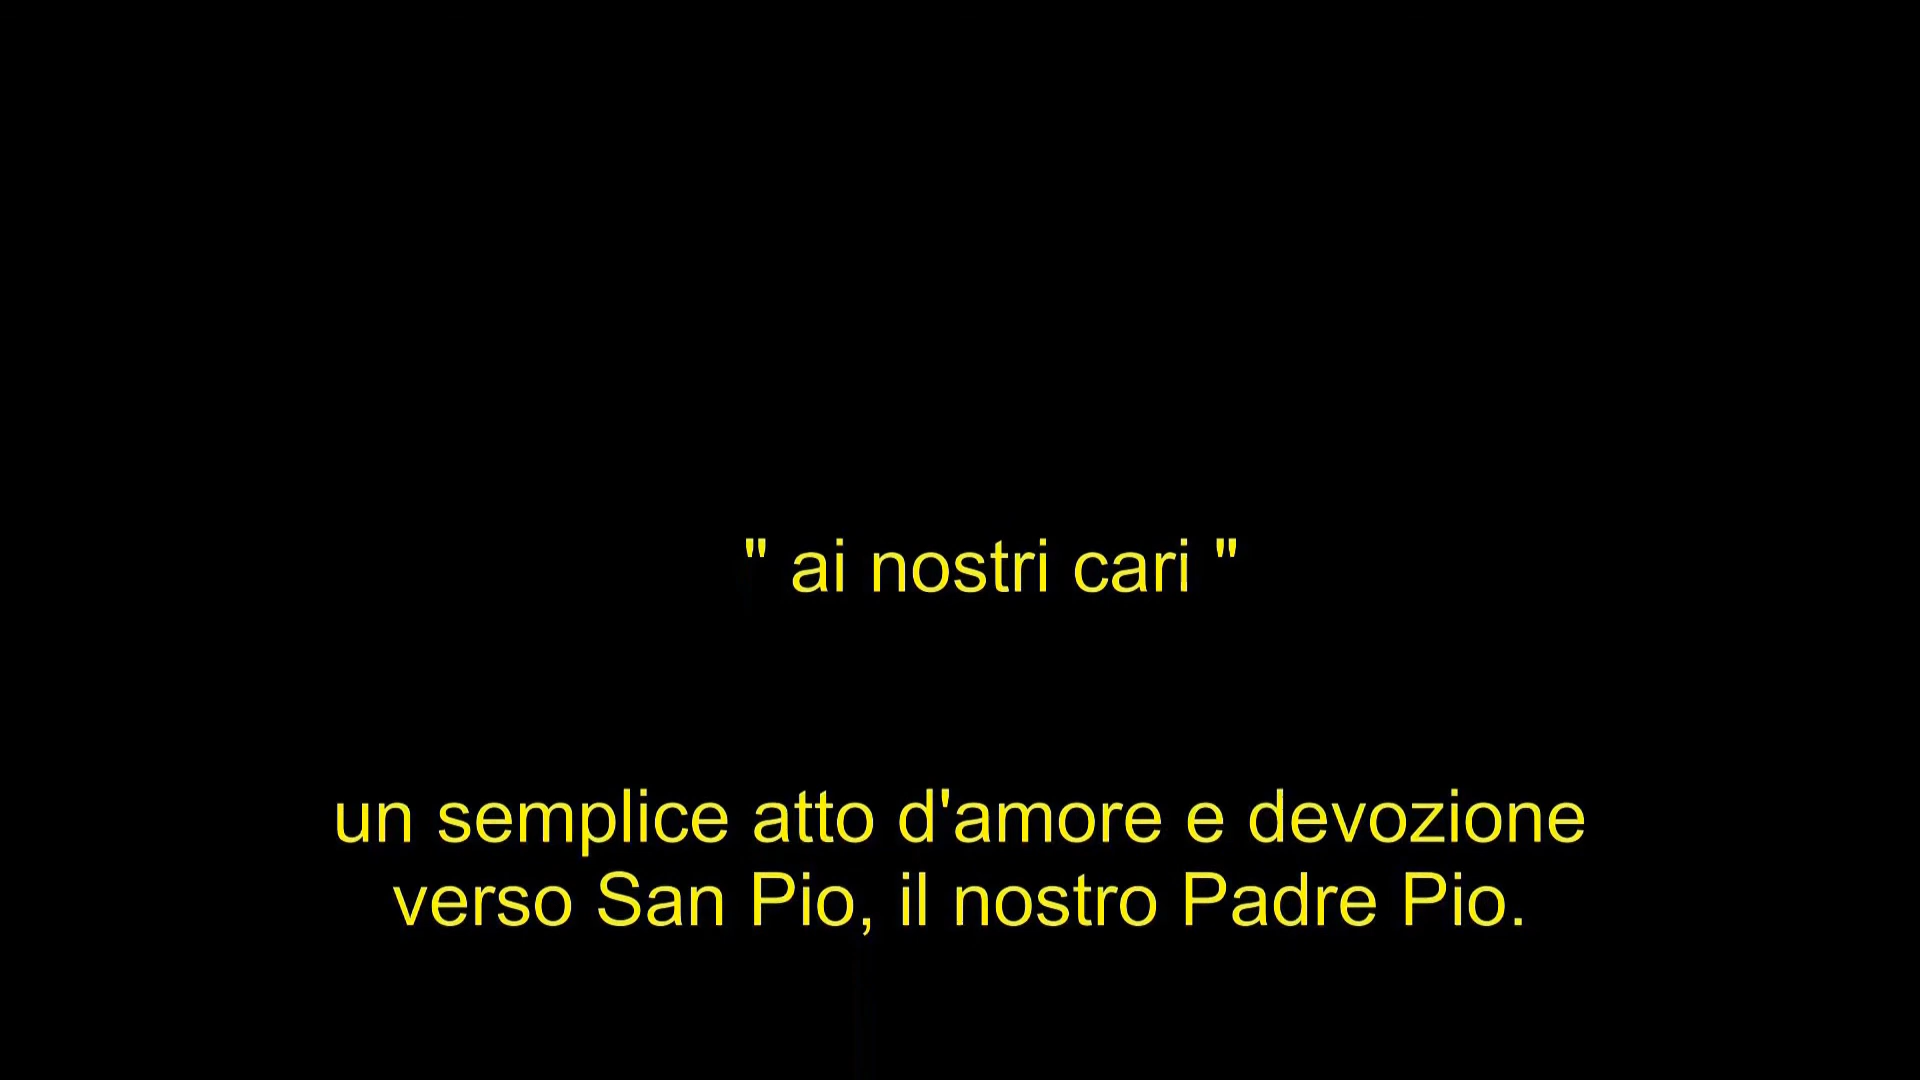 " ai nostri cari "
un semplice atto d'amore e devozione
verso San Pio, il nostro Padre Pio.